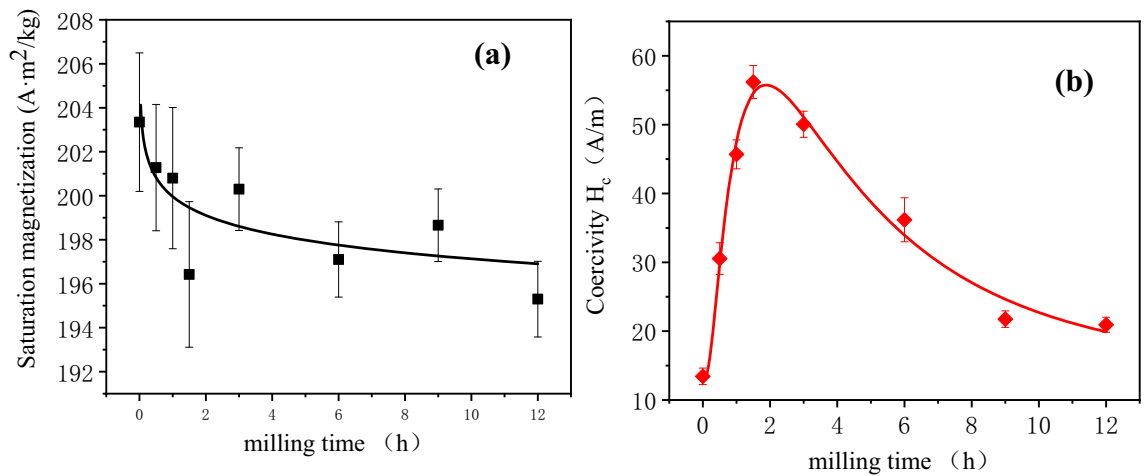 (a)
Saturation magnetization (A·m²/kg)
208
206
204
202
200
198
196
194
192
0 2 4 6 8 10 12
milling time （h）
(b)
Coercivity H_c （A/m）
60
50
40
30
20
10
0 2 4 6 8 10 12
milling time （h）